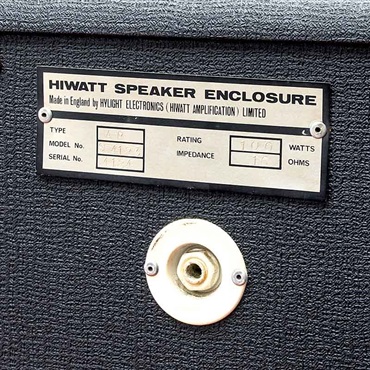 HIWATT SPEAKER ENCLOSURE
Made in England by HYLIGHT ELECTRONICS (HIWATT AMPLIFICATION) LIMITED
TYPE RATING 100 WATTS
MODEL No. IMPEDANCE OHMS
SERIAL No.